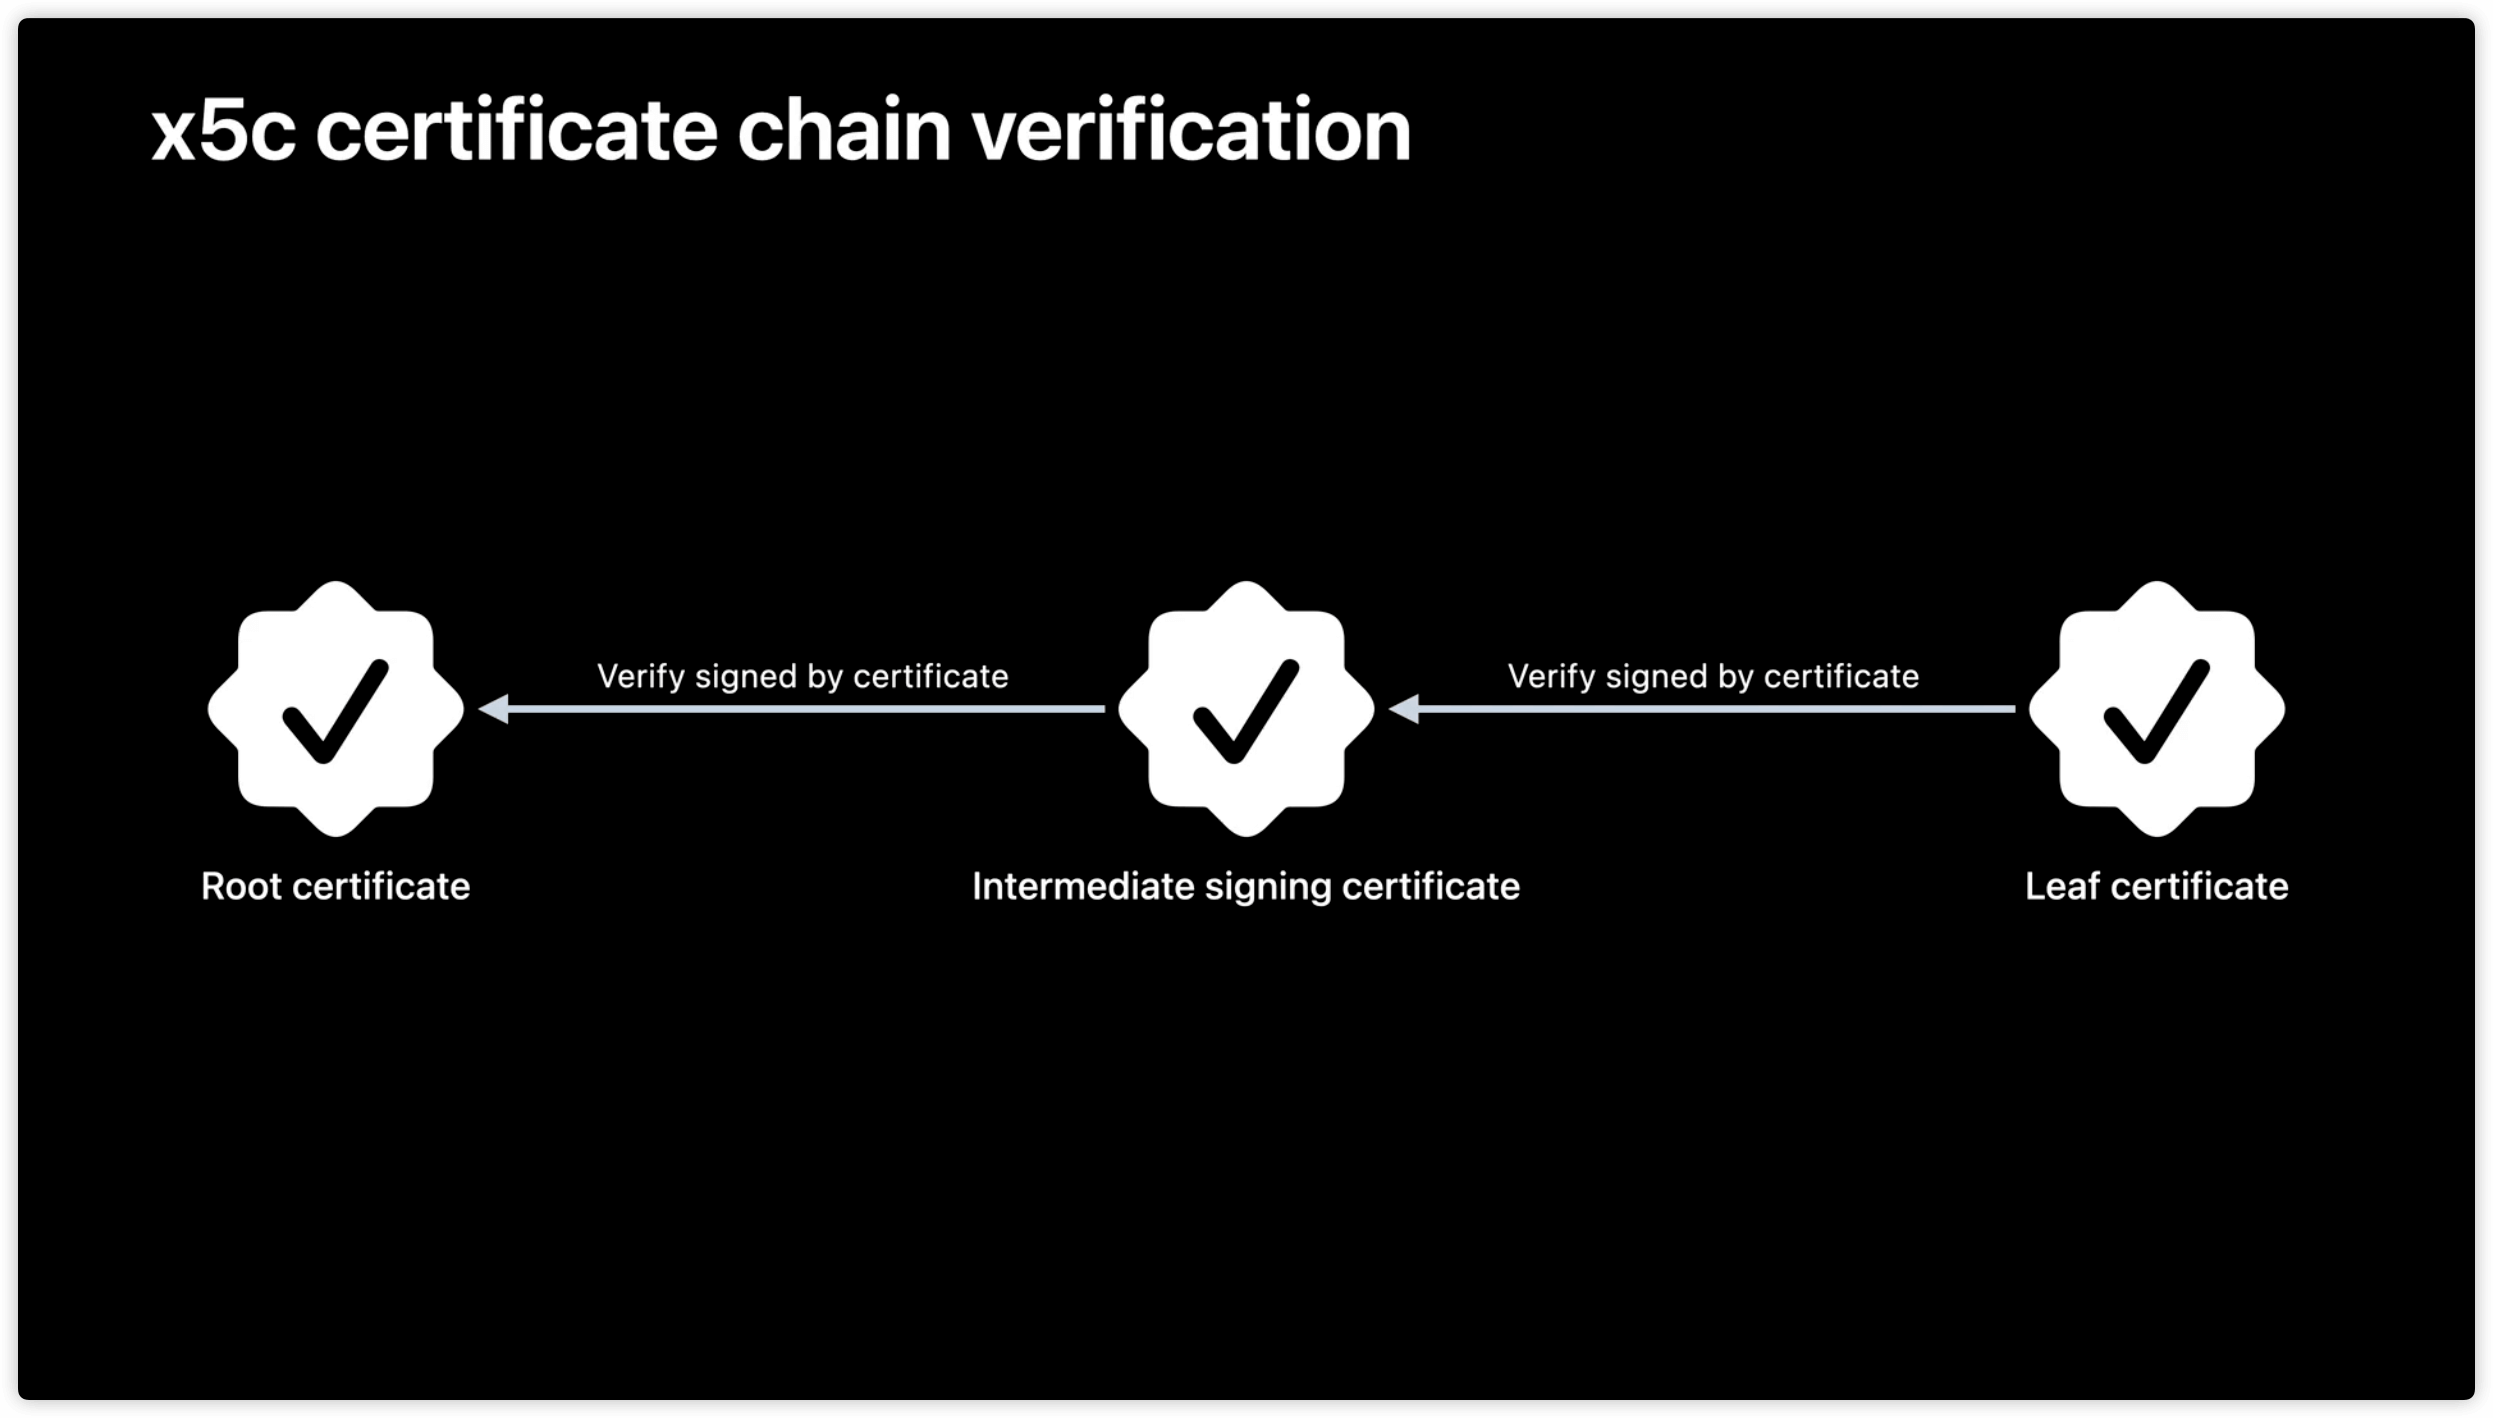 x5c certificate chain verification
Verify signed by certificate
Verify signed by certificate
Root certificate
Intermediate signing certificate
Leaf certificate